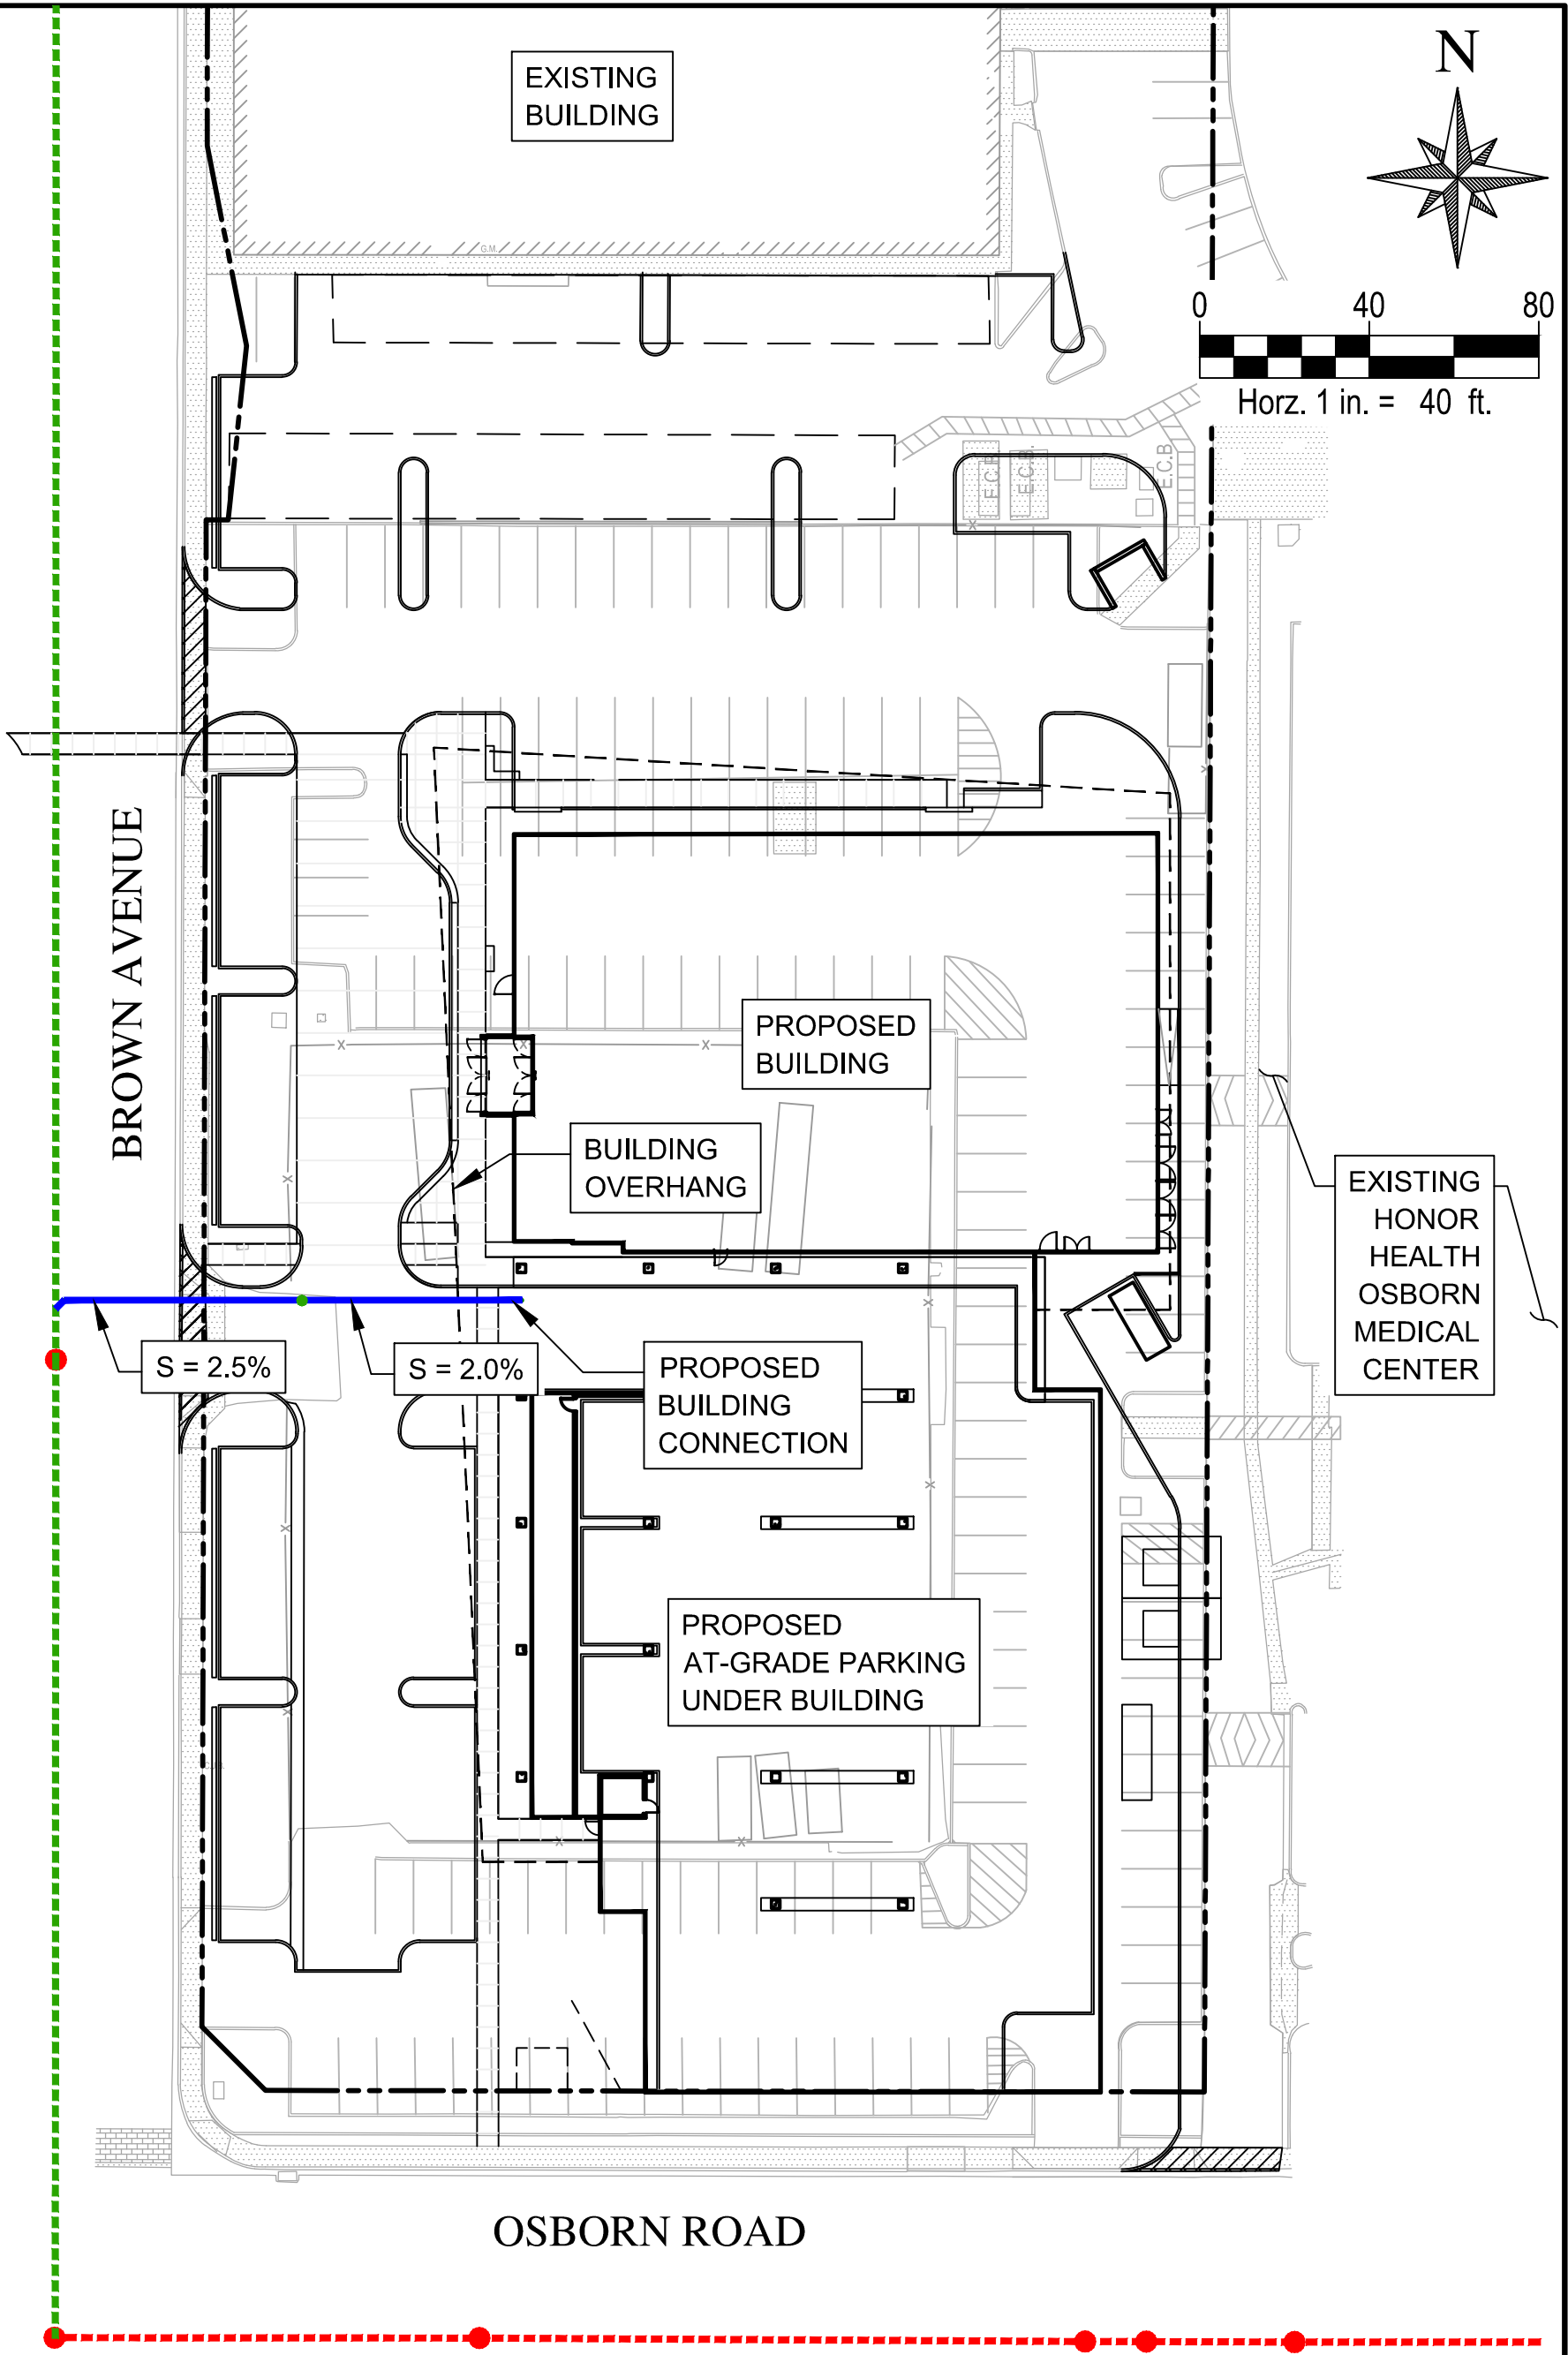 EXISTING
BUILDING
N
G.M.
0 40 80
Horz. 1 in. = 40 ft.
E.C.B.
E.C.B
BROWN AVENUE
PROPOSED
BUILDING
BUILDING
OVERHANG
EXISTING
HONOR
HEALTH
OSBORN
MEDICAL
CENTER
S = 2.5%
S = 2.0%
PROPOSED
BUILDING
CONNECTION
PROPOSED
AT-GRADE PARKING
UNDER BUILDING
OSBORN ROAD